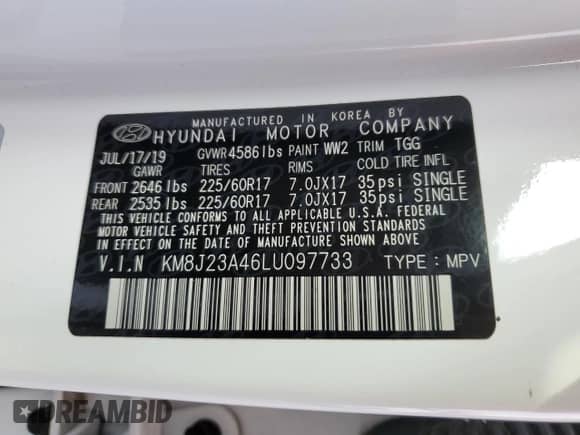 MANUFACTURED IN KOREA BY
HYUNDAI MOTOR COMPANY
JUL/17/19 GVWR4586lbs PAINT WW2 TRIM TGG
GAWR TIRES RIMS COLD TIRE INFL
FRONT 2646 lbs 225/60R17 7.0JX17 35psi SINGLE
REAR 2535 lbs 225/60R17 7.0JX17 35psi SINGLE
THIS VEHICLE CONFORMS TO ALL APPLICABLE U.S.A. FEDERAL
MOTOR VEHICLE SAFETY AND THEFT PREVENTION STANDARDS
IN EFFECT ON THE DATE OF MANUFACTURE SHOWN ABOVE.
V.I.N KM8J23A46LU097733 TYPE : MPV
DREAMBID